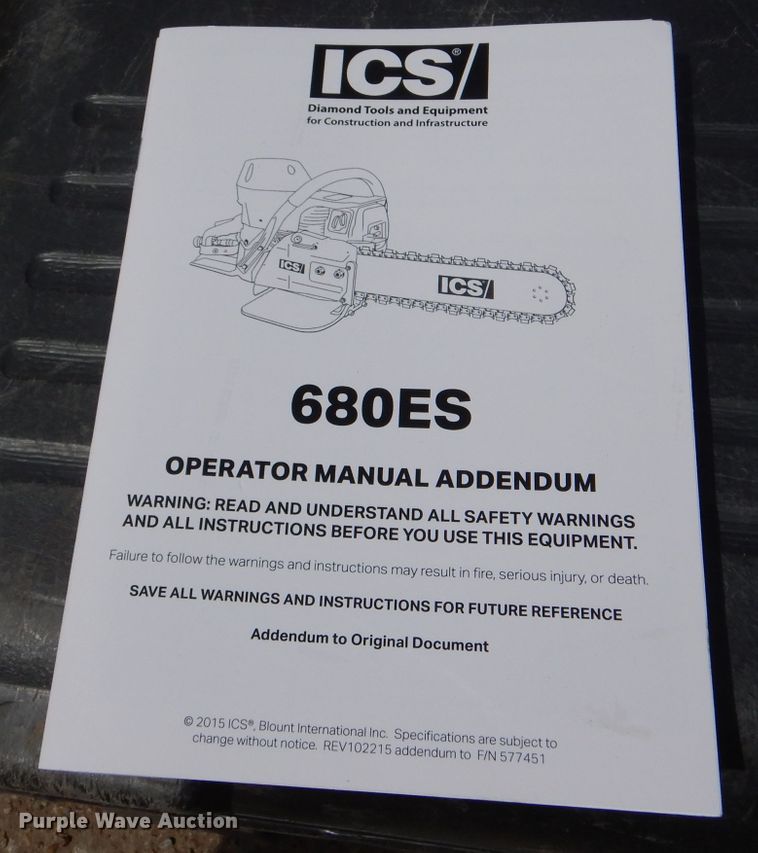 ICS®
Diamond Tools and Equipment
for Construction and Infrastructure
ICS
ICS
680ES
OPERATOR MANUAL ADDENDUM
WARNING: READ AND UNDERSTAND ALL SAFETY WARNINGS
AND ALL INSTRUCTIONS BEFORE YOU USE THIS EQUIPMENT.
Failure to follow the warnings and instructions may result in fire, serious injury, or death.
SAVE ALL WARNINGS AND INSTRUCTIONS FOR FUTURE REFERENCE
Addendum to Original Document
© 2015 ICS®, Blount International Inc. Specifications are subject to
change without notice. REV102215 addendum to F/N 577451
Purple Wave Auction